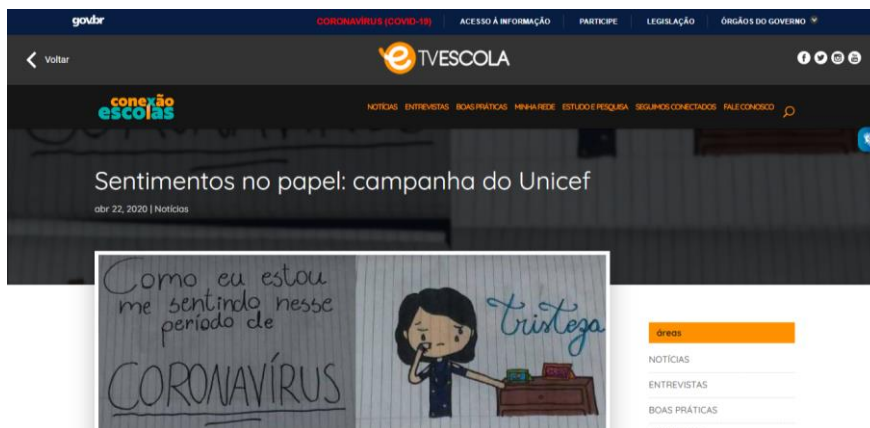 govbr
CORONAVÍRUS (COVID-19) ACESSO À INFORMAÇÃO PARTICIPE LEGISLAÇÃO ÓRGÃOS DO GOVERNO
Voltar
e TVESCOLA
conexão
escolas
NOTÍCIAS ENTREVISTAS BOAS PRÁTICAS MINHA REDE ESTUDO E PESQUISA SEGUIMOS CONECTADOS FALE CONOSCO
Sentimentos no papel: campanha do Unicef
abr 22, 2020 | Notícias
Como eu estou
me sentindo nesse
período de
CORONAVÍRUS
Tristeza
áreas
NOTÍCIAS
ENTREVISTAS
BOAS PRÁTICAS